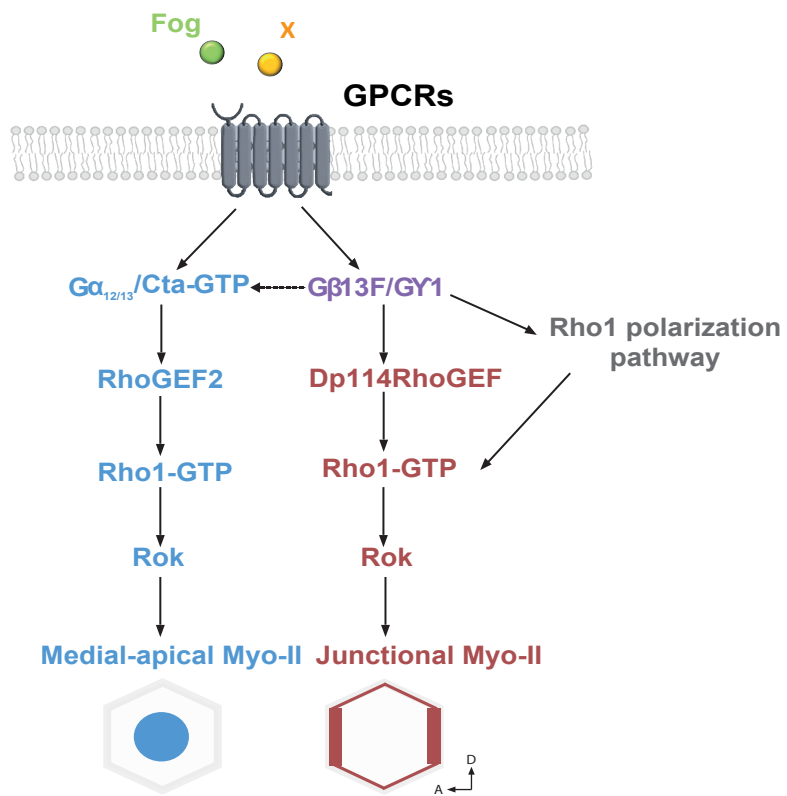 Fog
X
GPCRs
Gα12/13/Cta-GTP
Gβ13F/GY1
Rho1 polarization
pathway
RhoGEF2
Dp114RhoGEF
Rho1-GTP
Rho1-GTP
Rok
Rok
Medial-apical Myo-II
Junctional Myo-II
D
A